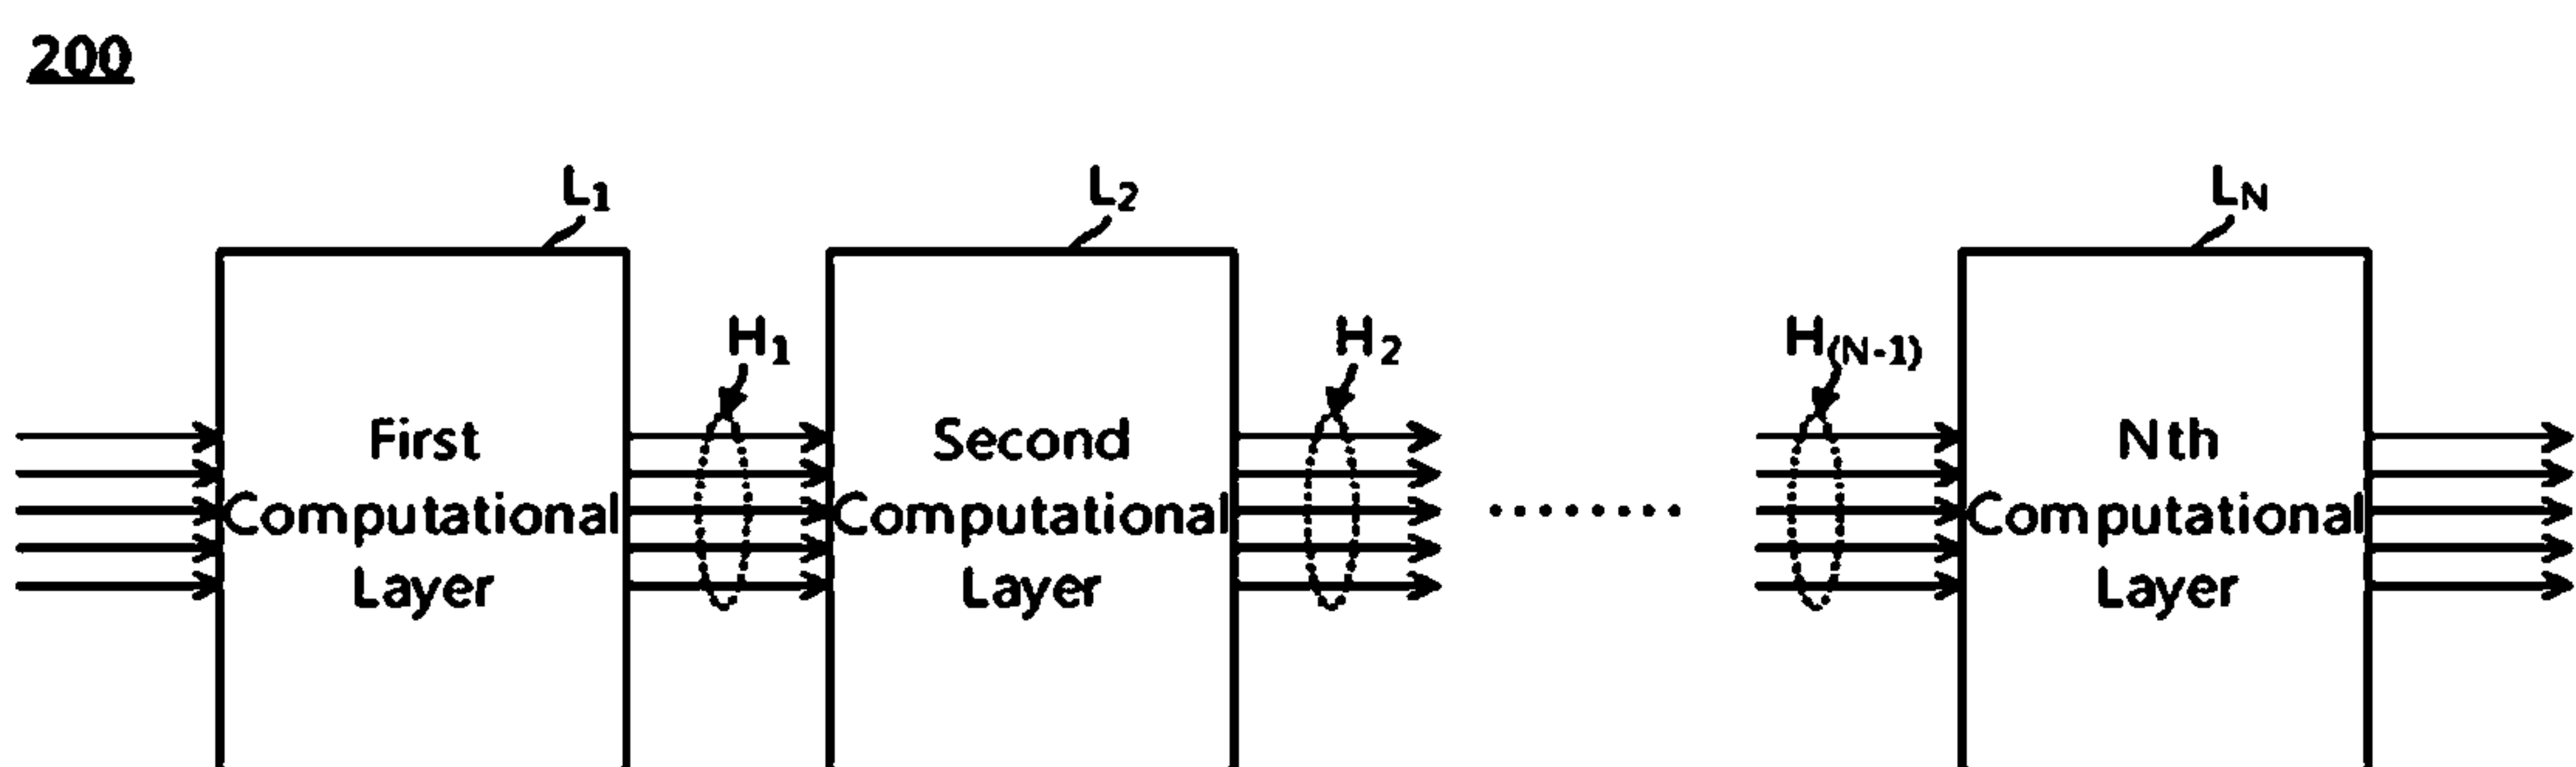 200
L1
L2
LN
H1
H2
H(N-1)
First
Computational
Layer
Second
Computational
Layer
Nth
Computational
Layer